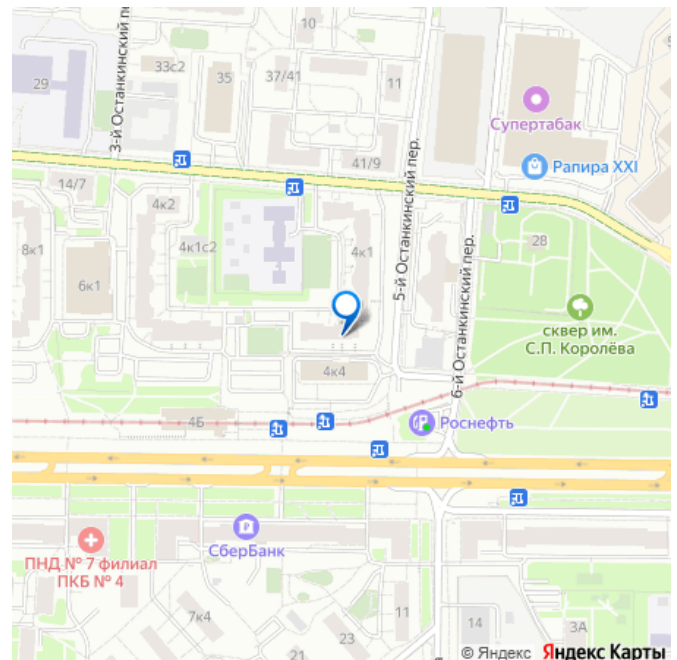 10
33с2
35
37/41
11
29
3-й Останкинский пе
Супертабак
41/9
5-й Останкинский пер.
Рапира XXI
14/7
4к2
4к1с2
4к1
8к1
6к1
28
6-й Останкинский пер.
сквер им.
С.П. Королёва
4к4
4Б
Роснефть
СберБанк
ПНД № 7 филиал
ПКБ № 4
7к4
11
23
21
14
3А
© Яндекс Яндекс Карты